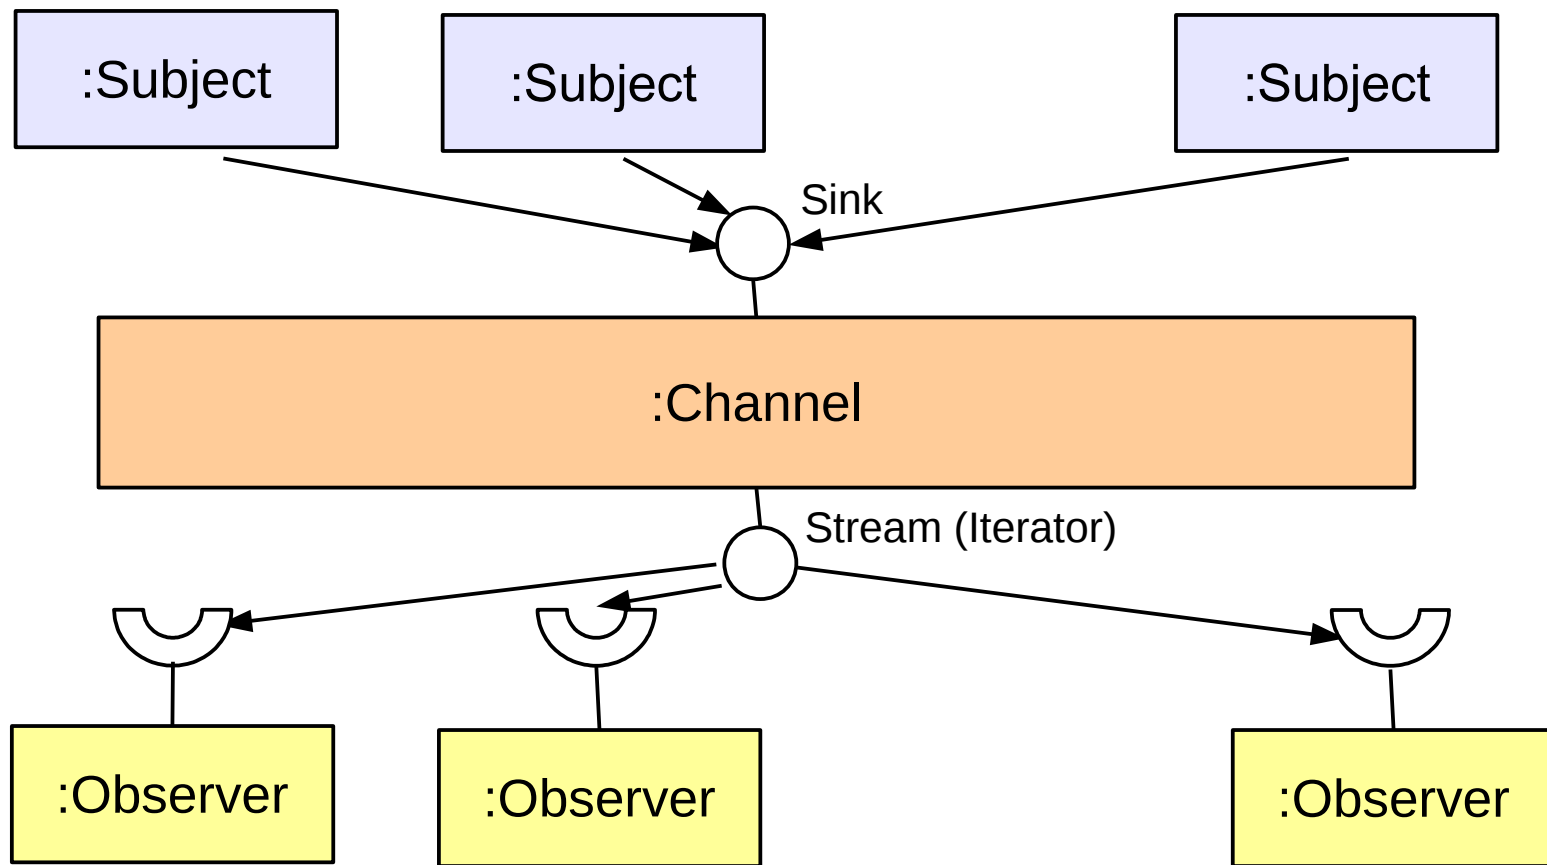 :Subject
:Subject
:Subject
Sink
:Channel
Stream (Iterator)
:Observer
:Observer
:Observer